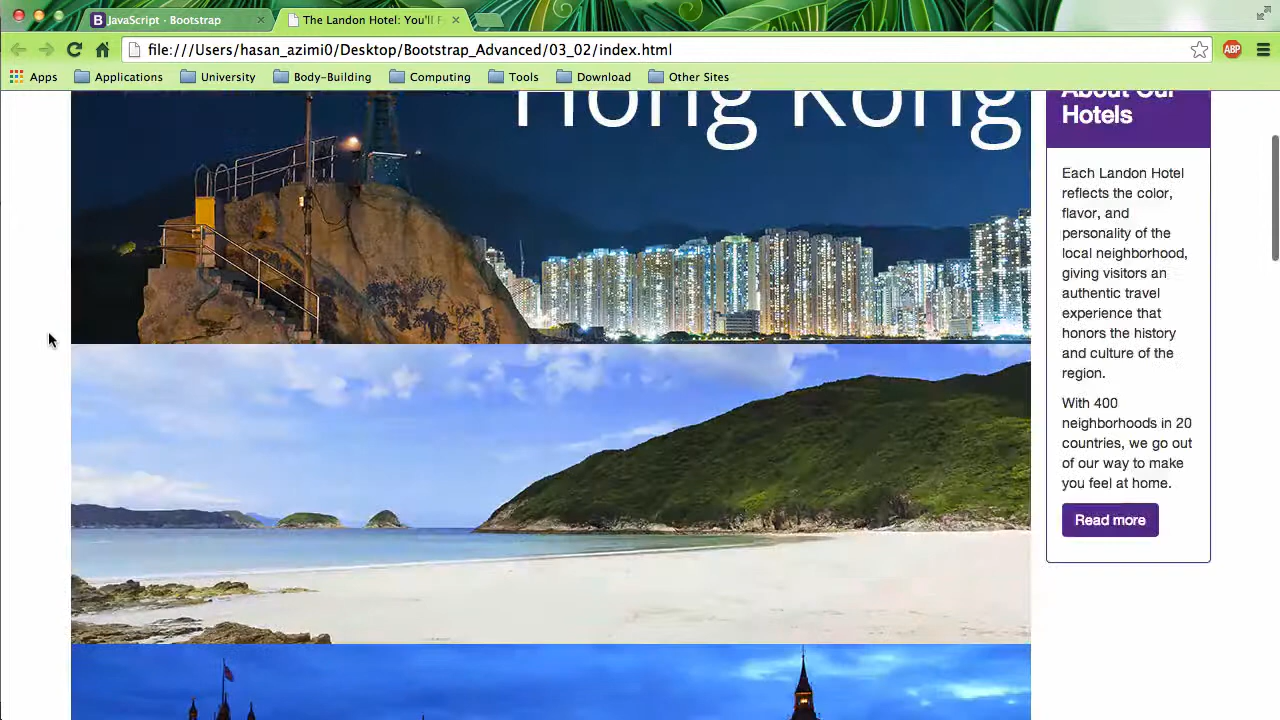 JavaScript · Bootstrap
The Landon Hotel: You'll F
file:///Users/hasan_azimi0/Desktop/Bootstrap_Advanced/03_02/index.html
ABP
Apps
Applications
University
Body-Building
Computing
Tools
Download
Other Sites
Hong Kong
About Our
Hotels
Each Landon Hotel
reflects the color,
flavor, and
personality of the
local neighborhood,
giving visitors an
authentic travel
experience that
honors the history
and culture of the
region.
With 400
neighborhoods in 20
countries, we go out
of our way to make
you feel at home.
Read more